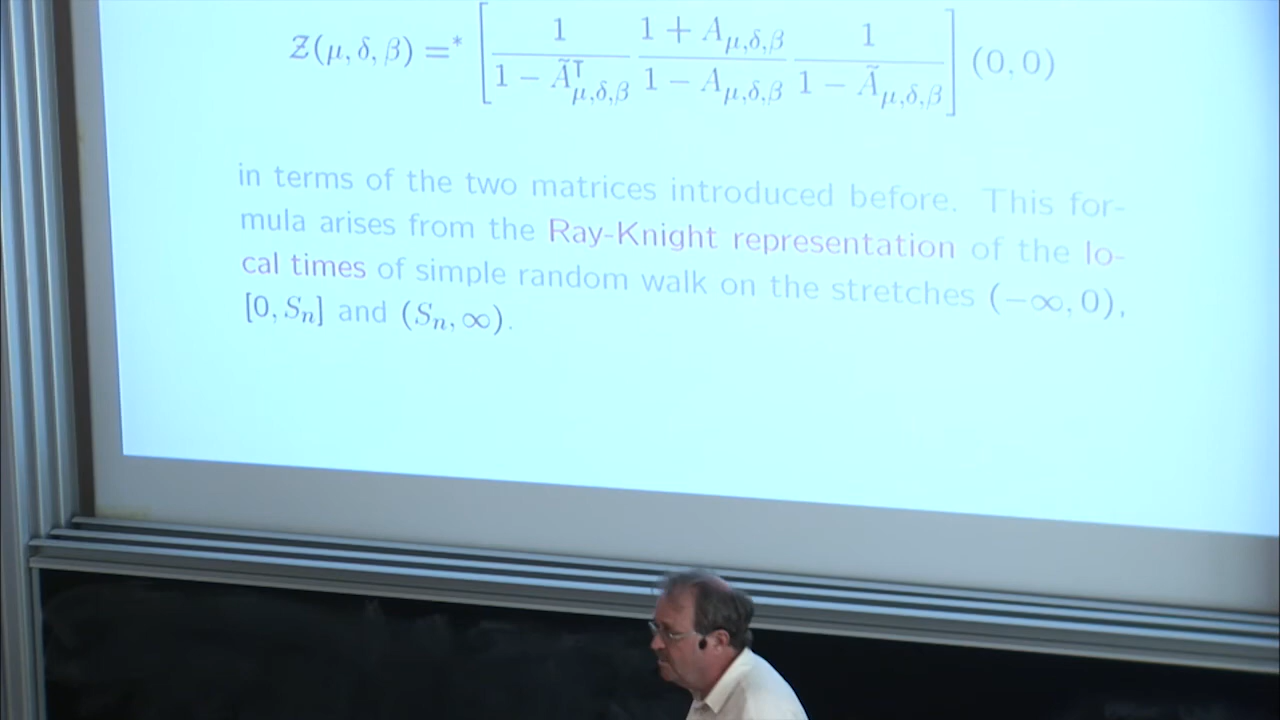 Z(μ, δ, β) =* [ 1 / (1 − Ã^T_{μ,δ,β}) (1 + A_{μ,δ,β}) / (1 − A_{μ,δ,β}) 1 / (1 − Ã_{μ,δ,β}) ] (0, 0)
in terms of the two matrices introduced before. This for-
mula arises from the Ray-Knight representation of the lo-
cal times of simple random walk on the stretches (−∞, 0),
[0, S_n] and (S_n, ∞).